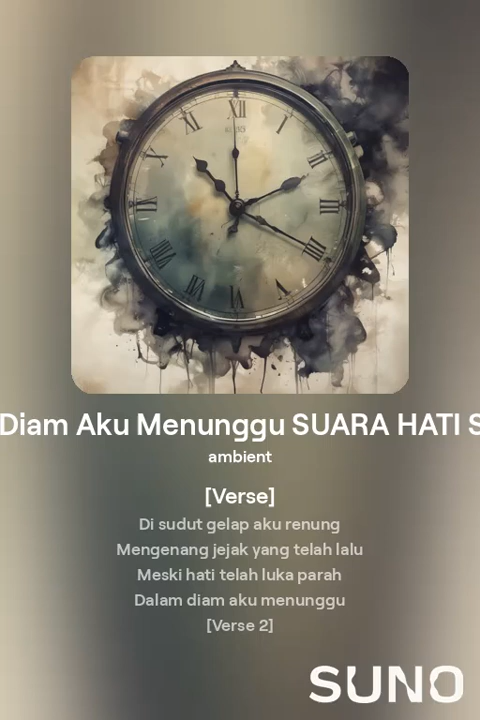 XII
Diam Aku Menunggu SUARA HATI S
ambient
[Verse]
Di sudut gelap aku renung
Mengenang jejak yang telah lalu
Meski hati telah luka parah
Dalam diam aku menunggu
[Verse 2]
SUNO